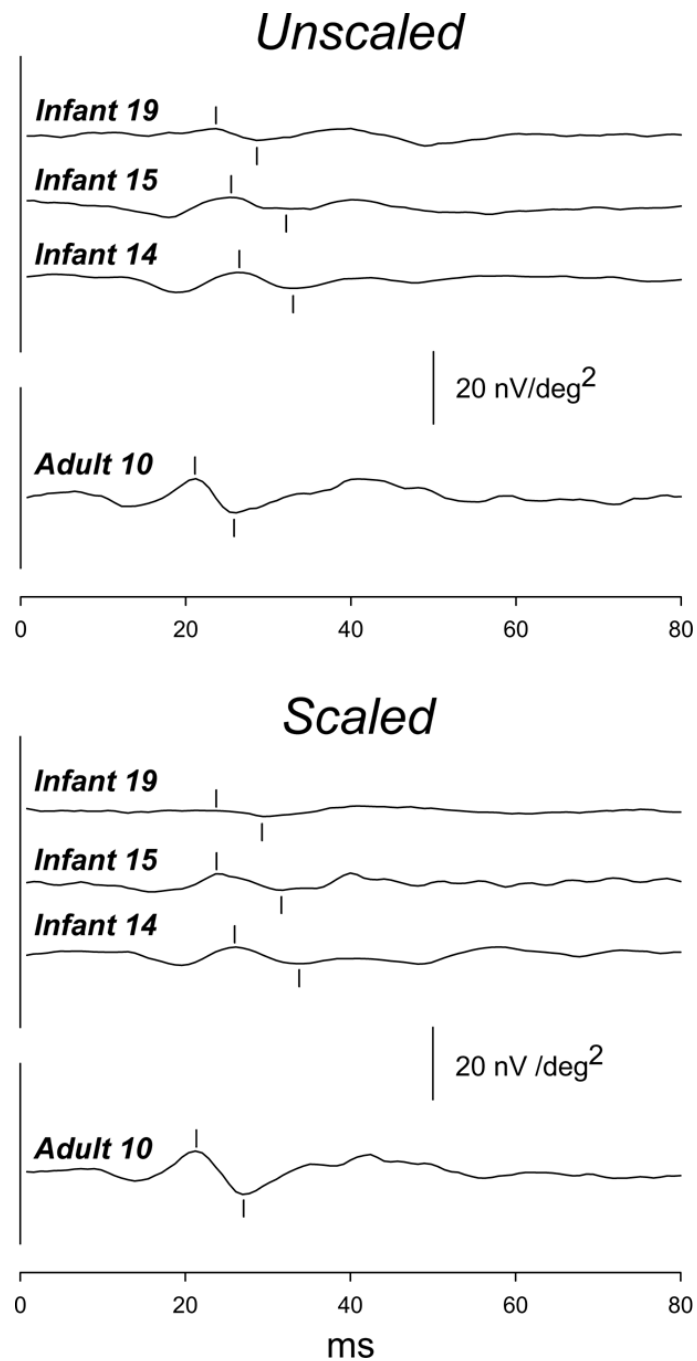 Unscaled
Infant 19
Infant 15
Infant 14
20 nV/deg²
Adult 10
0 20 40 60 80
Scaled
Infant 19
Infant 15
Infant 14
20 nV /deg²
Adult 10
0 20 40 60 80
ms